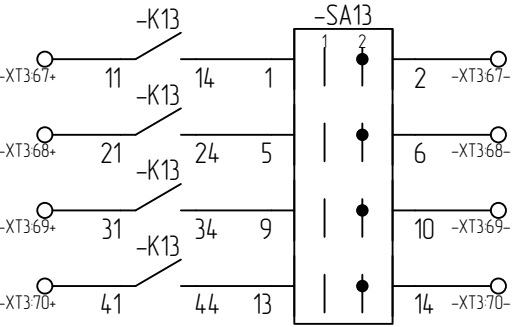 -K13 -SA13
1 2
-XT3:67+ 11 14 1 2 -XT3:67-
-K13
-XT3:68+ 21 24 5 6 -XT3:68-
-K13
-XT3:69+ 31 34 9 10 -XT3:69-
-K13
-XT3:70+ 41 44 13 14 -XT3:70-